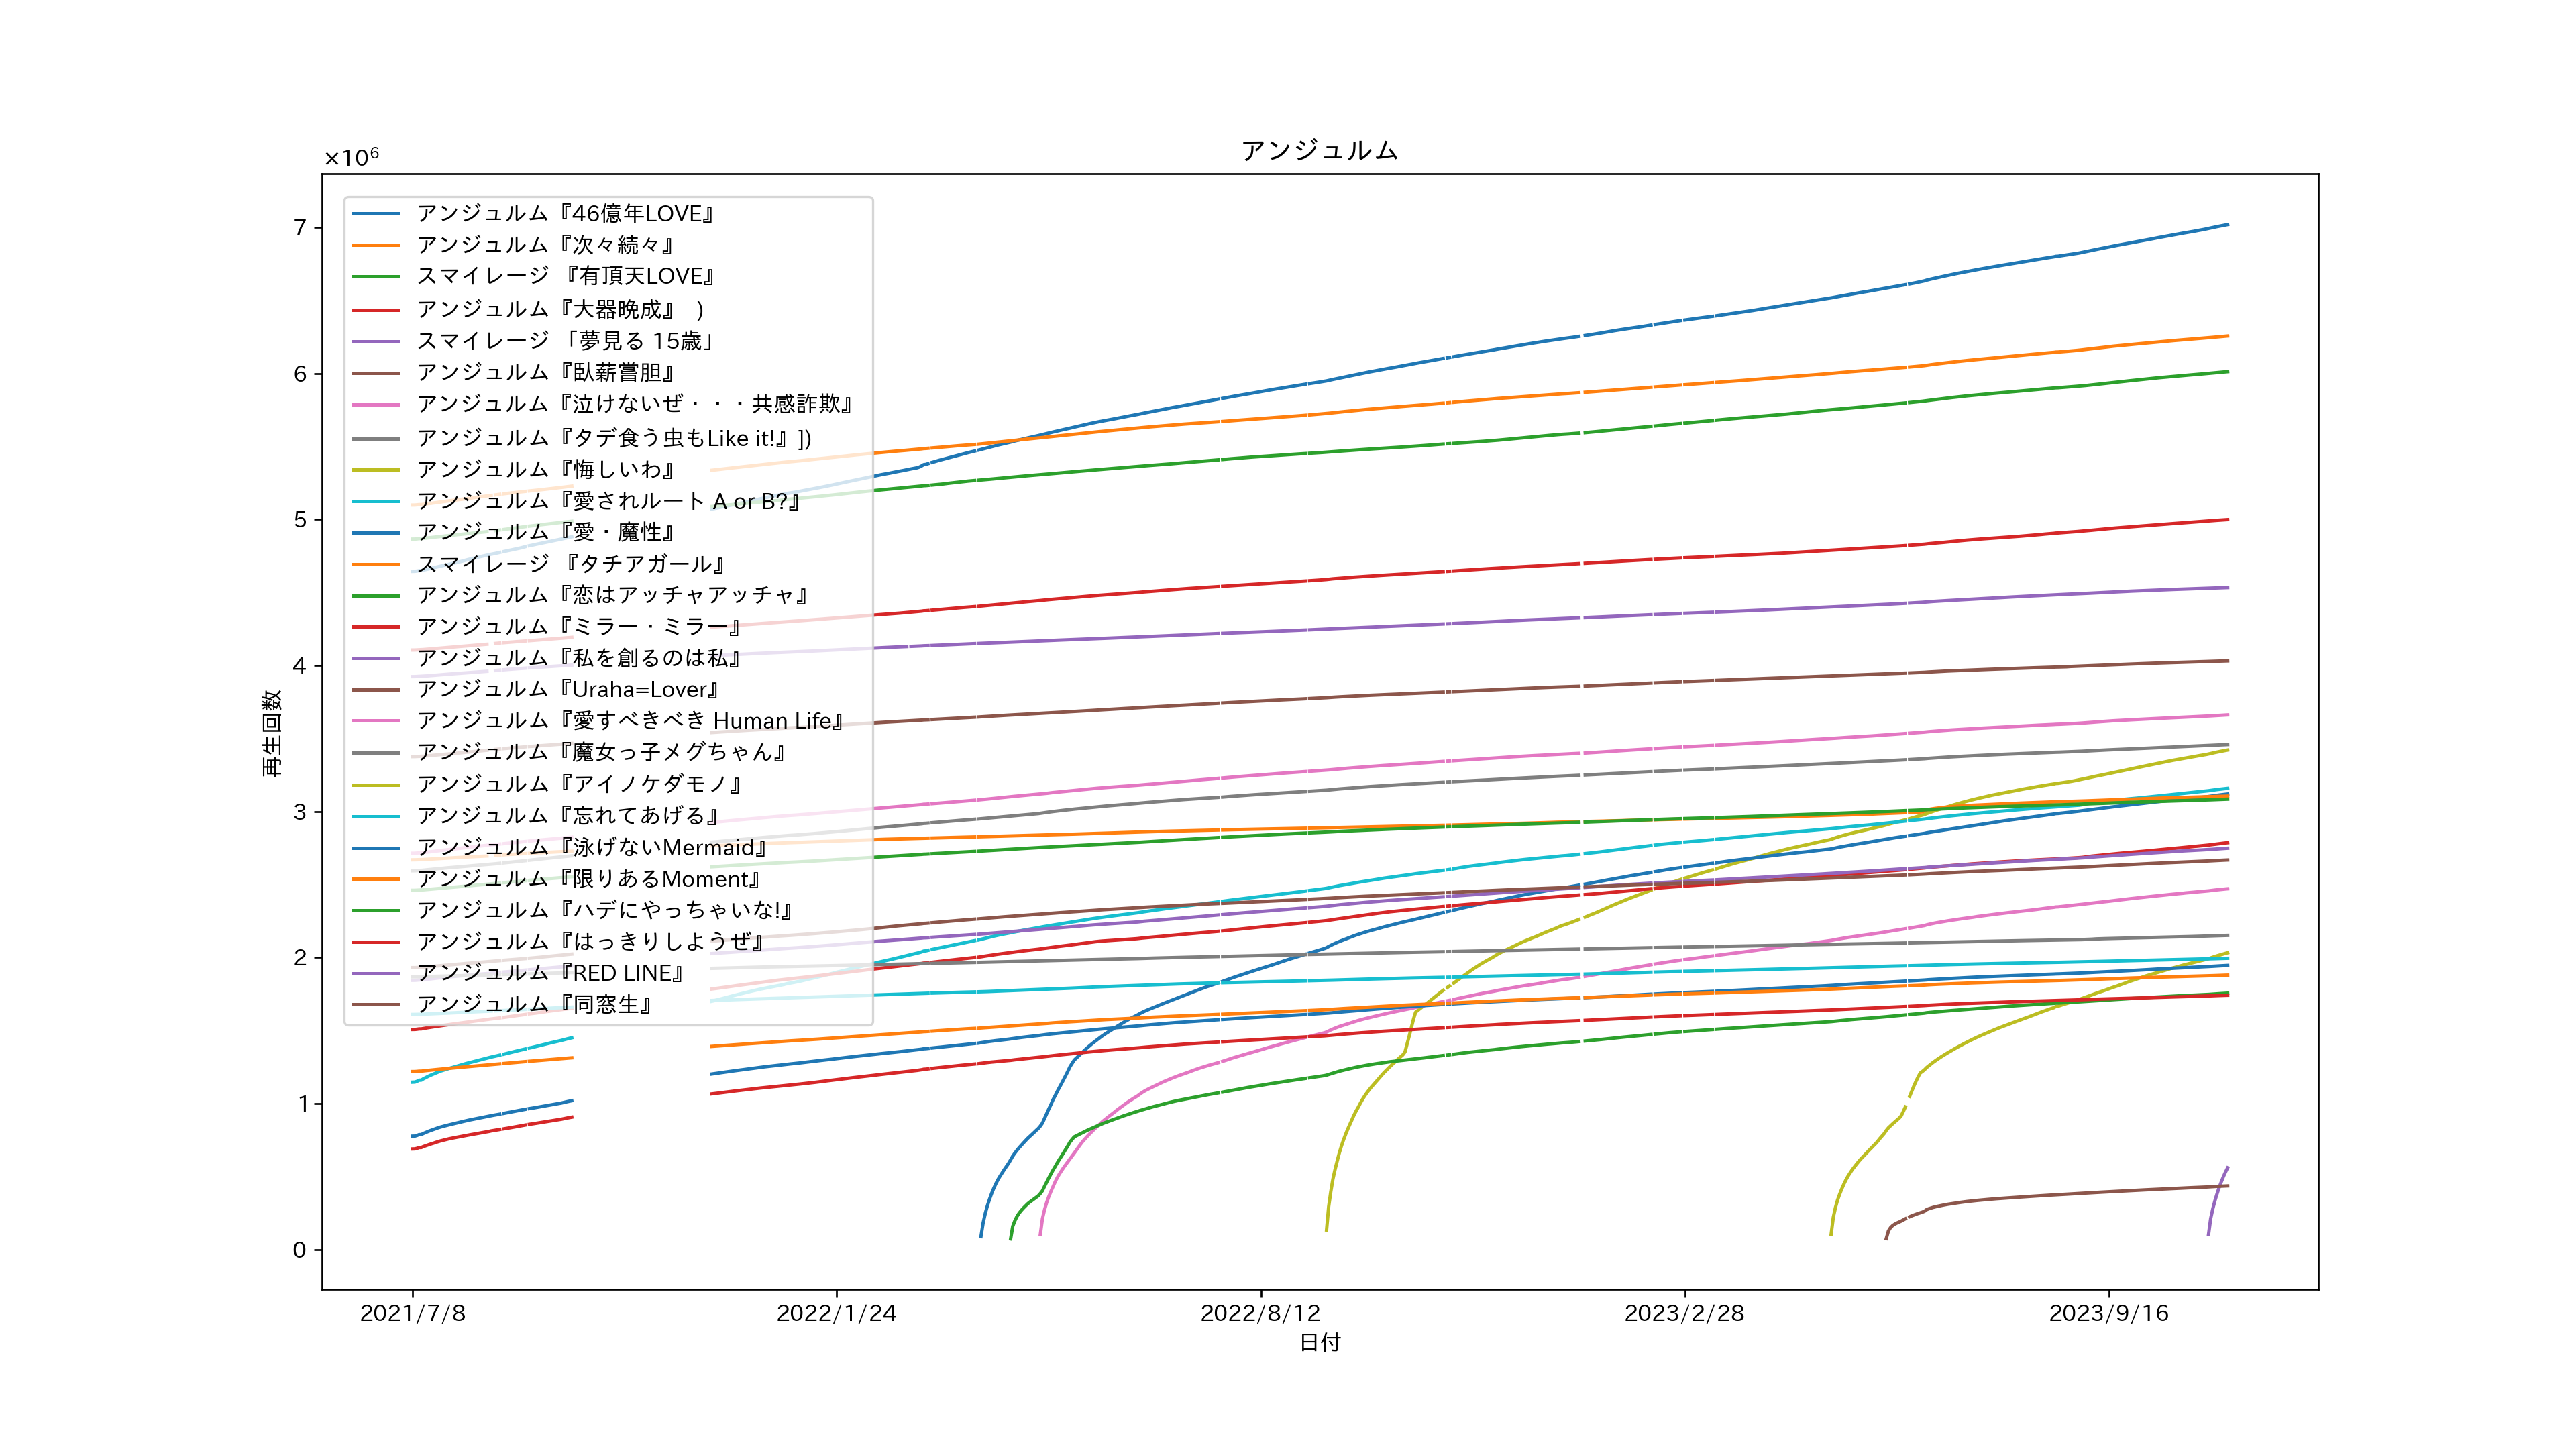 アンジュルム
×10⁶
アンジュルム『46億年LOVE』
アンジュルム『次々続々』
スマイレージ 『有頂天LOVE』
アンジュルム『大器晩成』 )
スマイレージ 「夢見る 15歳」
アンジュルム『臥薪嘗胆』
アンジュルム『泣けないぜ・・・共感詐欺』
アンジュルム『タデ食う虫もLike it!』])
アンジュルム『悔しいわ』
アンジュルム『愛されルート A or B?』
アンジュルム『愛・魔性』
スマイレージ 『タチアガール』
アンジュルム『恋はアッチャアッチャ』
アンジュルム『ミラー・ミラー』
アンジュルム『私を創るのは私』
アンジュルム『Uraha=Lover』
アンジュルム『愛すべきべき Human Life』
アンジュルム『魔女っ子メグちゃん』
アンジュルム『アイノケダモノ』
アンジュルム『忘れてあげる』
アンジュルム『泳げないMermaid』
アンジュルム『限りあるMoment』
アンジュルム『ハデにやっちゃいな!』
アンジュルム『はっきりしようぜ』
アンジュルム『RED LINE』
アンジュルム『同窓生』
7
6
5
4
3
2
1
0
再生回数
2021/7/8 2022/1/24 2022/8/12 2023/2/28 2023/9/16
日付